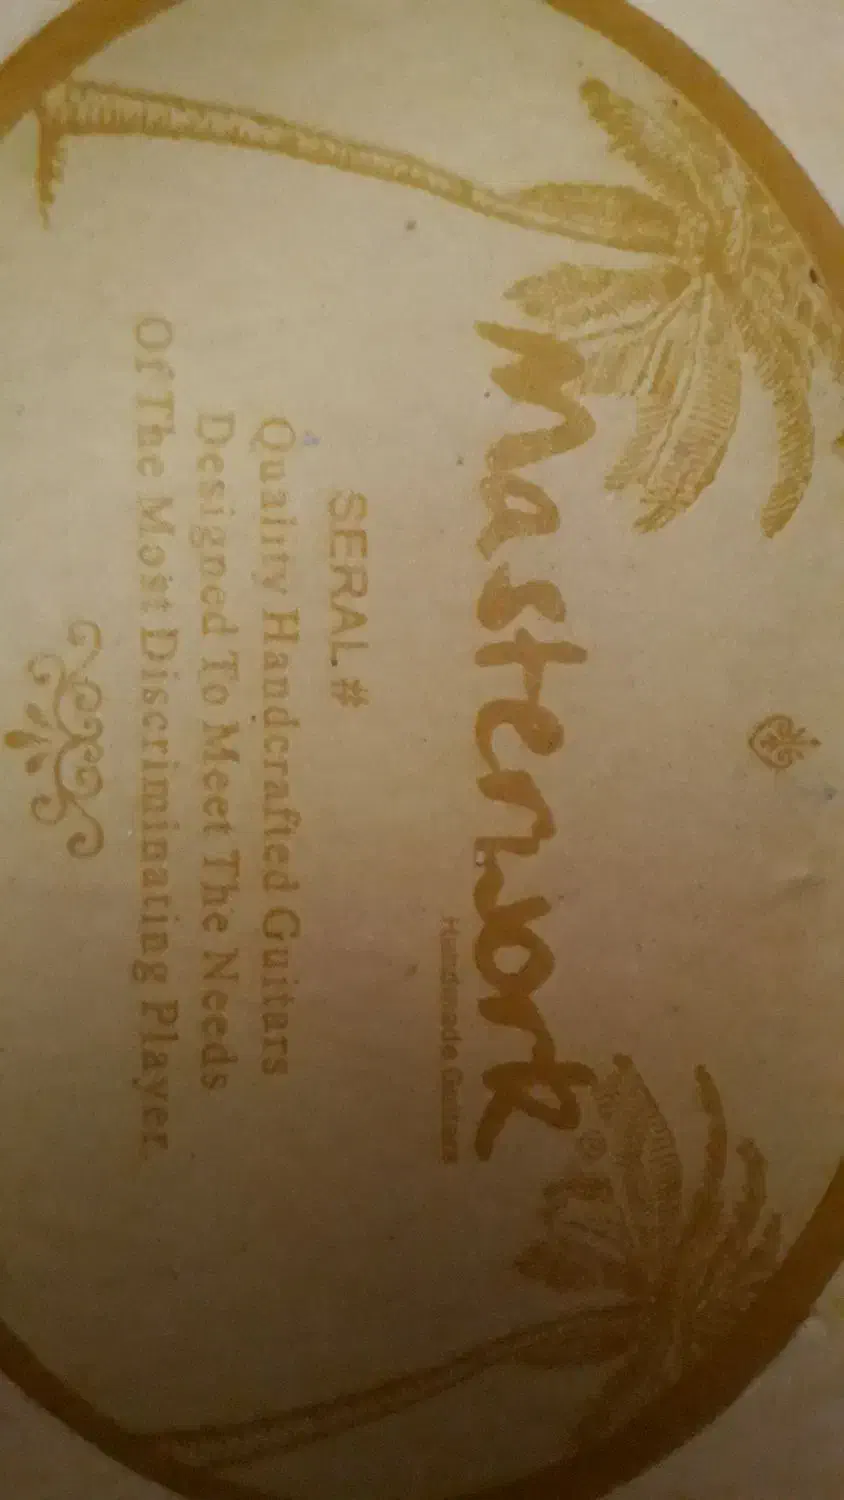 masterwork®
Handmade Guitars
SERAL #
Quality Handcrafted Guitars
Designed To Meet The Needs
Of The Most Discriminating Player.